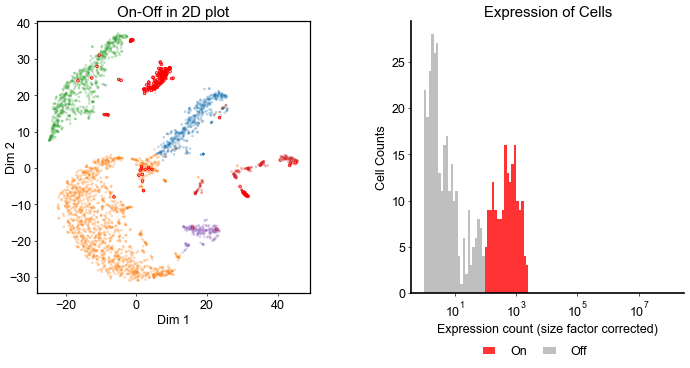 On-Off in 2D plot
40
30
20
10
0
−10
−20
−30
Dim 2
−20 0 20 40
Dim 1
Expression of Cells
25
20
15
10
5
0
Cell Counts
10^1 10^3 10^5 10^7
Expression count (size factor corrected)
On Off